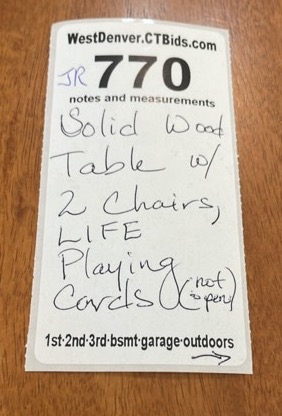 WestDenver.CTBids.com
JR 770
notes and measurements
Solid Wood
Table w/
2 Chairs,
LIFE
Playing
Cards (not open)
1st·2nd·3rd·bsmt·garage·outdoors